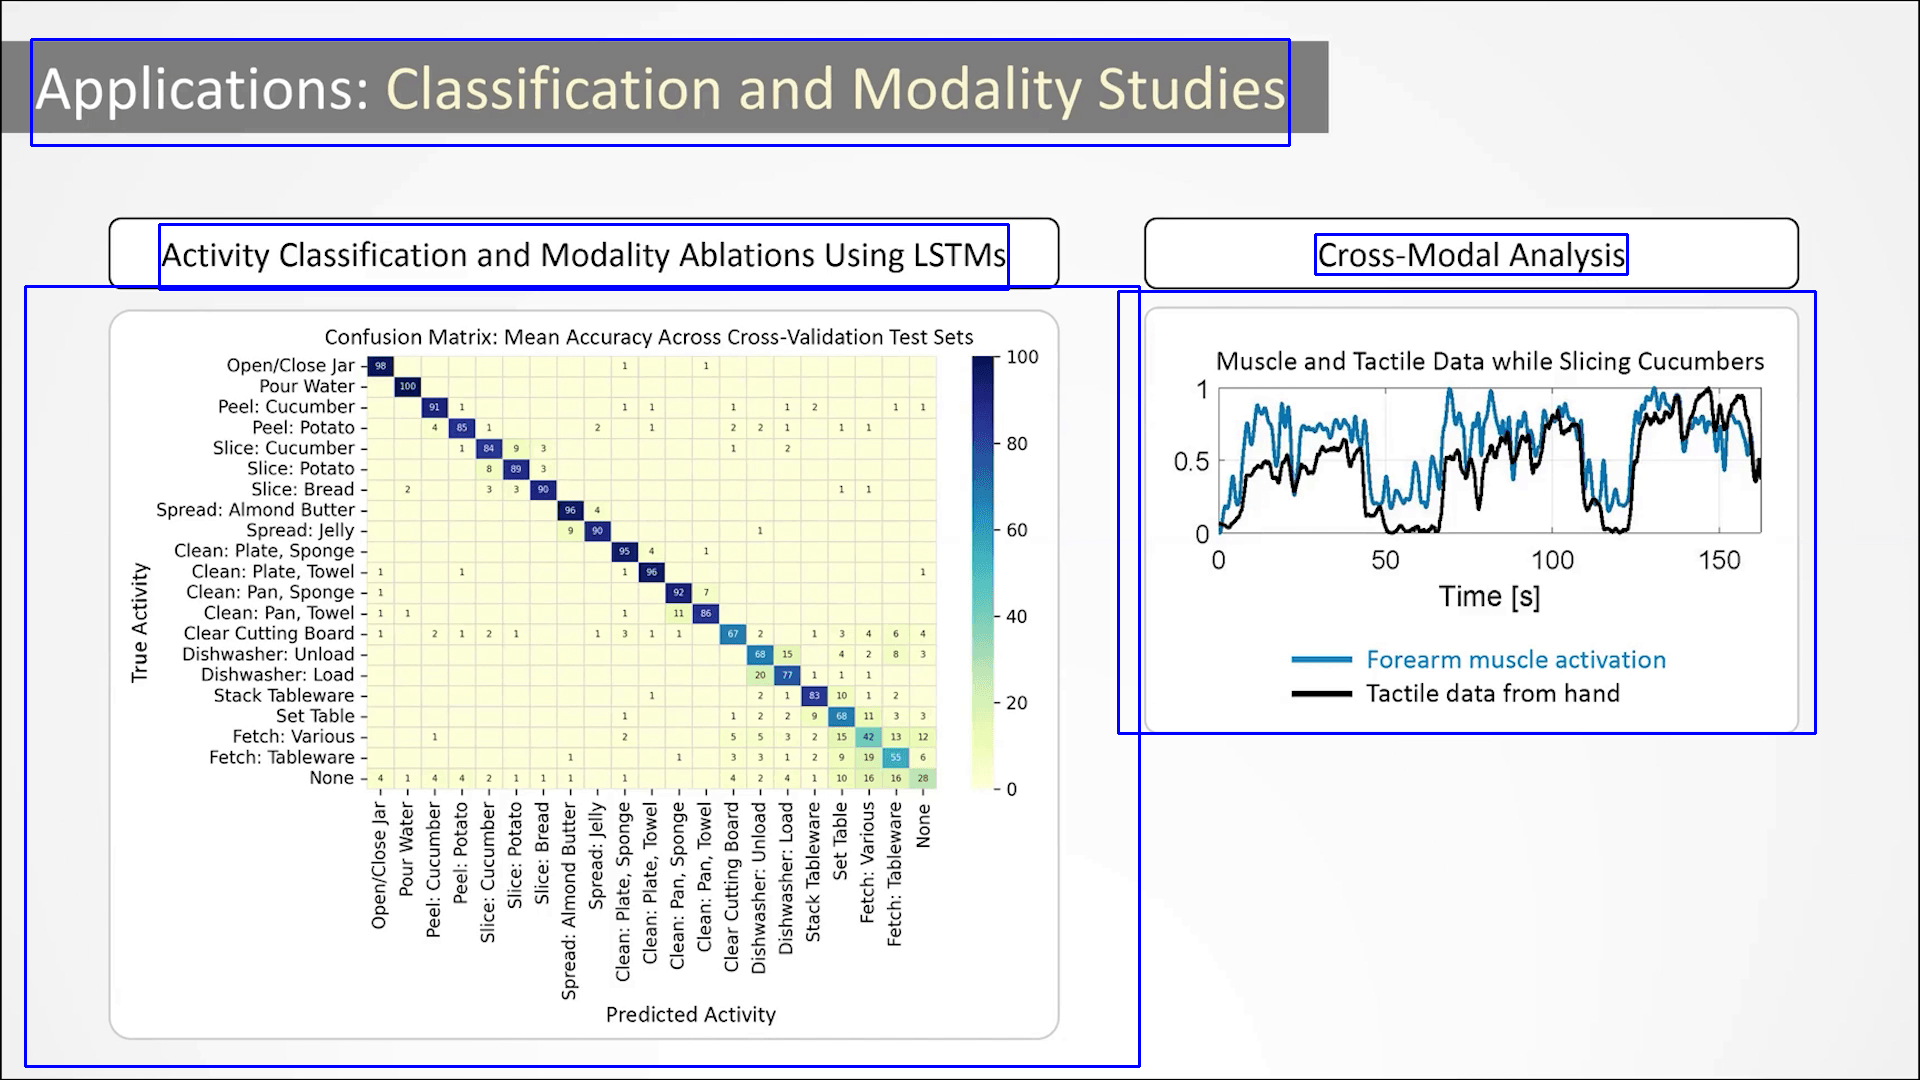 Applications: Classification and Modality Studies
Activity Classification and Modality Ablations Using LSTMs
Confusion Matrix: Mean Accuracy Across Cross-Validation Test Sets
True Activity
Open/Close Jar 98 1 1
Pour Water 100
Peel: Cucumber 91 1 1 1 1 1 2 1 1
Peel: Potato 4 85 1 2 1 2 2 1 1 1
Slice: Cucumber 1 84 9 3 1 2
Slice: Potato 8 89 3
Slice: Bread 2 3 3 90 1 1
Spread: Almond Butter 96 4
Spread: Jelly 9 90 1
Clean: Plate, Sponge 95 4 1
Clean: Plate, Towel 1 1 1 96 1
Clean: Pan, Sponge 1 92 7
Clean: Pan, Towel 1 1 1 11 86
Clear Cutting Board 1 2 1 2 1 1 3 1 1 67 2 1 3 4 6 4
Dishwasher: Unload 68 15 4 2 8 3
Dishwasher: Load 20 77 1 1 1
Stack Tableware 1 2 1 83 10 1 2
Set Table 1 1 2 2 9 68 11 3 3
Fetch: Various 1 2 5 5 3 2 15 42 13 12
Fetch: Tableware 1 1 3 3 1 2 9 19 55 6
None 4 1 4 4 2 1 1 1 1 4 2 4 1 10 16 16 28
100
80
60
40
20
0
Open/Close Jar
Pour Water
Peel: Cucumber
Peel: Potato
Slice: Cucumber
Slice: Potato
Slice: Bread
Spread: Almond Butter
Spread: Jelly
Clean: Plate, Sponge
Clean: Plate, Towel
Clean: Pan, Sponge
Clean: Pan, Towel
Clear Cutting Board
Dishwasher: Unload
Dishwasher: Load
Stack Tableware
Set Table
Fetch: Various
Fetch: Tableware
None
Predicted Activity
Cross-Modal Analysis
Muscle and Tactile Data while Slicing Cucumbers
1
0.5
0
0 50 100 150
Time [s]
Forearm muscle activation
Tactile data from hand